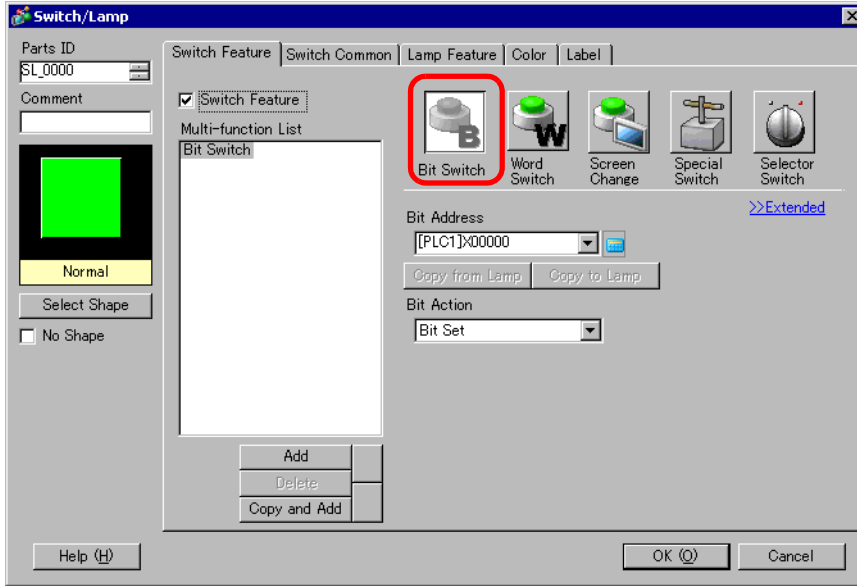 Switch/Lamp
Parts ID
SL_0000
Comment
Normal
Select Shape
No Shape
Switch Feature
Switch Common
Lamp Feature
Color
Label
Switch Feature
Multi-function List
Bit Switch
Add
Delete
Copy and Add
B
Bit Switch
W
Word
Switch
Screen
Change
Special
Switch
Selector
Switch
>>Extended
Bit Address
[PLC1]X00000
Copy from Lamp
Copy to Lamp
Bit Action
Bit Set
Help (H)
OK (O)
Cancel